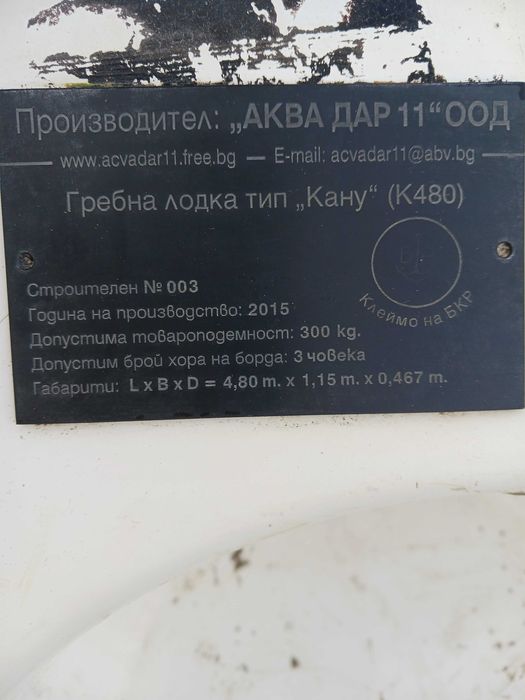 Производител: „АКВА ДАР 11“ ООД
— www.acvadar11.free.bg — E-mail: acvadar11@abv.bg
Гребна лодка тип „Кану“ (К480)
Строителен № 003
Година на производство: 2015
Допустима товароподемност: 300 kg.
Допустим брой хора на борда: 3 човека
Габарити: L x B x D = 4,80 m. x 1,15 m. x 0,467 m.
Клеймо на БКР